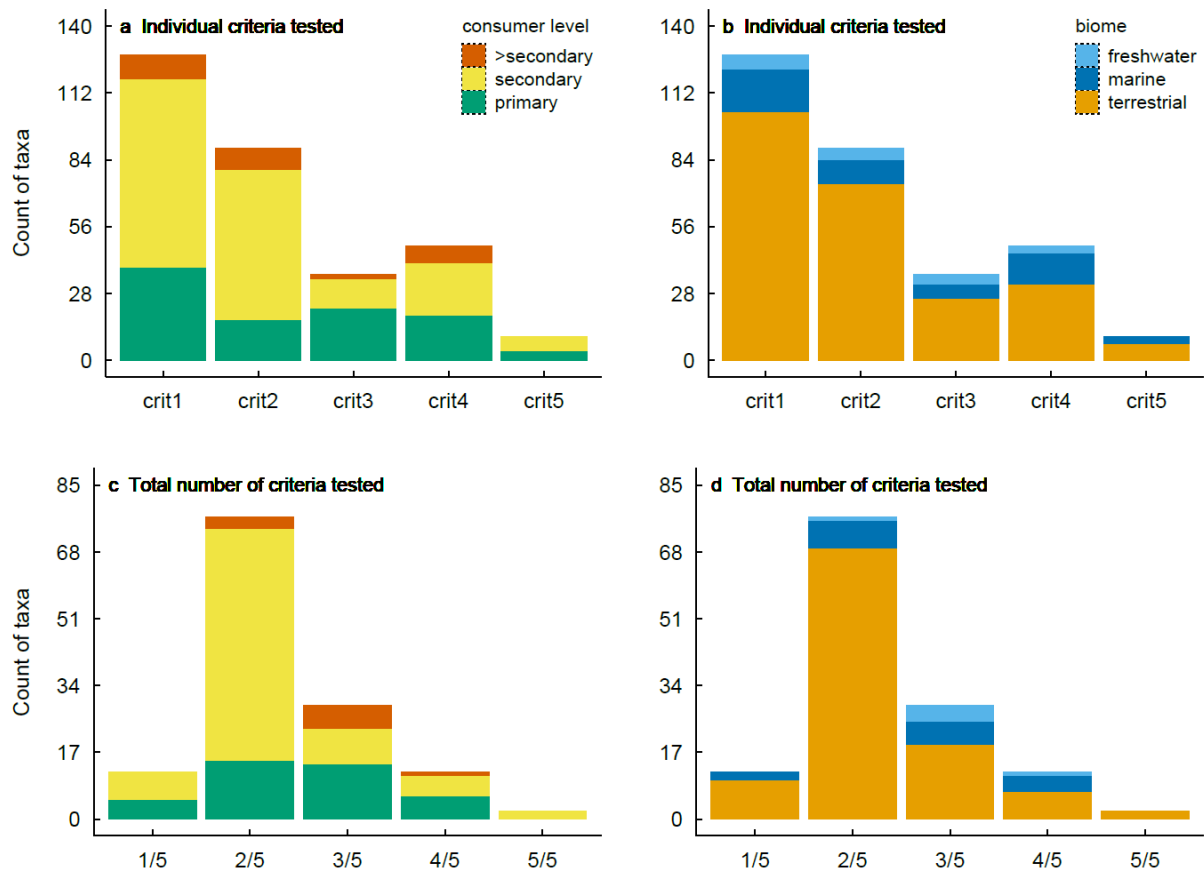 a Individual criteria tested
consumer level
>secondary
secondary
primary
Count of taxa
140
112
84
56
28
0
crit1 crit2 crit3 crit4 crit5
b Individual criteria tested
biome
freshwater
marine
terrestrial
140
112
84
56
28
0
crit1 crit2 crit3 crit4 crit5
c Total number of criteria tested
Count of taxa
85
68
51
34
17
0
1/5 2/5 3/5 4/5 5/5
d Total number of criteria tested
85
68
51
34
17
0
1/5 2/5 3/5 4/5 5/5